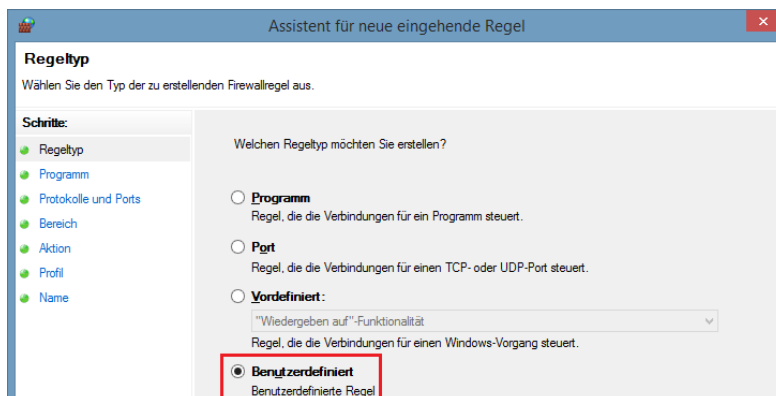 Assistent für neue eingehende Regel
Regeltyp
Wählen Sie den Typ der zu erstellenden Firewallregel aus.
Schritte:
Regeltyp
Programm
Protokolle und Ports
Bereich
Aktion
Profil
Name
Welchen Regeltyp möchten Sie erstellen?
Programm
Regel, die die Verbindungen für ein Programm steuert.
Port
Regel, die die Verbindungen für einen TCP- oder UDP-Port steuert.
Vordefiniert:
"Wiedergeben auf"-Funktionalität
Regel, die die Verbindungen für einen Windows-Vorgang steuert.
Benutzerdefiniert
Benutzerdefinierte Regel